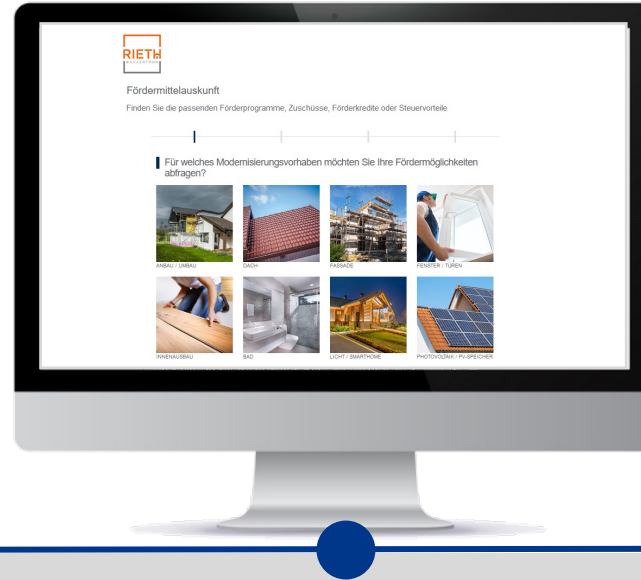 RIETH
Fördermittelauskunft
Finden Sie die passenden Förderprogramme, Zuschüsse, Förderkredite oder Steuervorteile
Für welches Modernisierungsvorhaben möchten Sie Ihre Fördermöglichkeiten
abfragen?
ANBAU / UMBAU
DACH
FASSADE
FENSTER / TÜREN
INNENAUSBAU
BAD
LICHT / SMARTHOME
PHOTOVOLTAIK / PV-SPEICHER